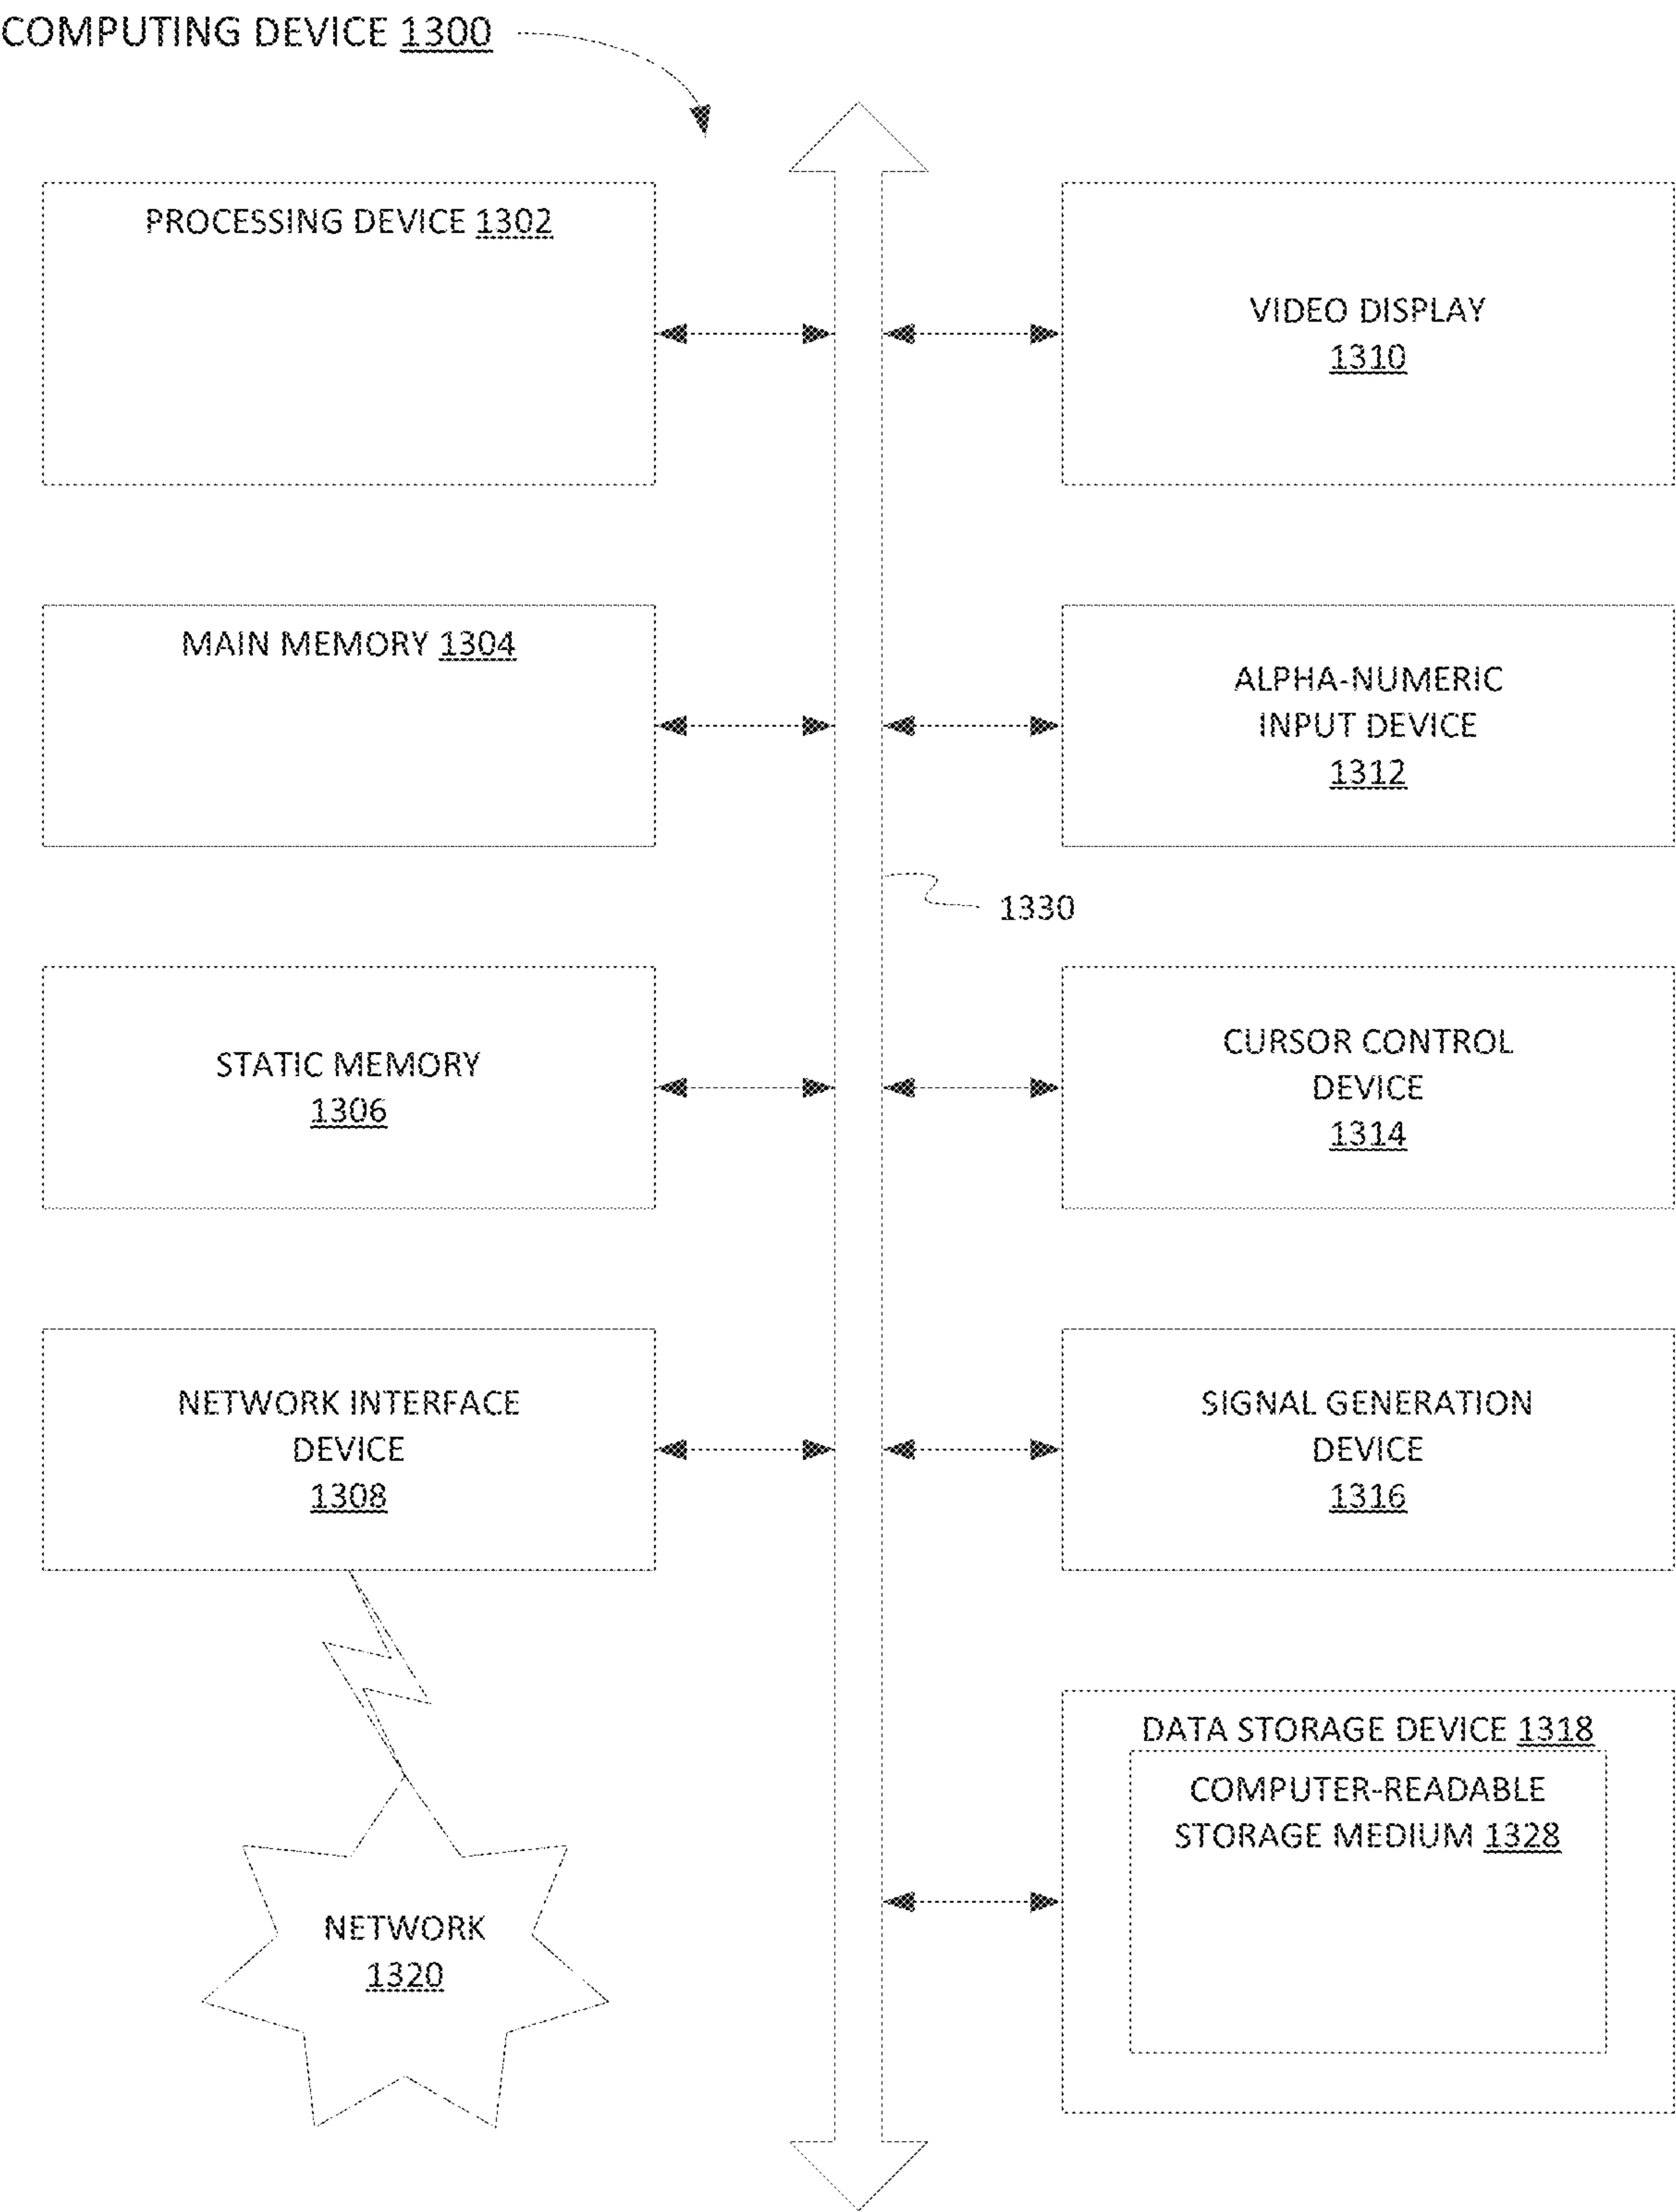 COMPUTING DEVICE 1300
PROCESSING DEVICE 1302
VIDEO DISPLAY
1310
MAIN MEMORY 1304
ALPHA-NUMERIC
INPUT DEVICE
1312
1330
STATIC MEMORY
1306
CURSOR CONTROL
DEVICE
1314
NETWORK INTERFACE
DEVICE
1308
SIGNAL GENERATION
DEVICE
1316
DATA STORAGE DEVICE 1318
COMPUTER-READABLE
STORAGE MEDIUM 1328
NETWORK
1320